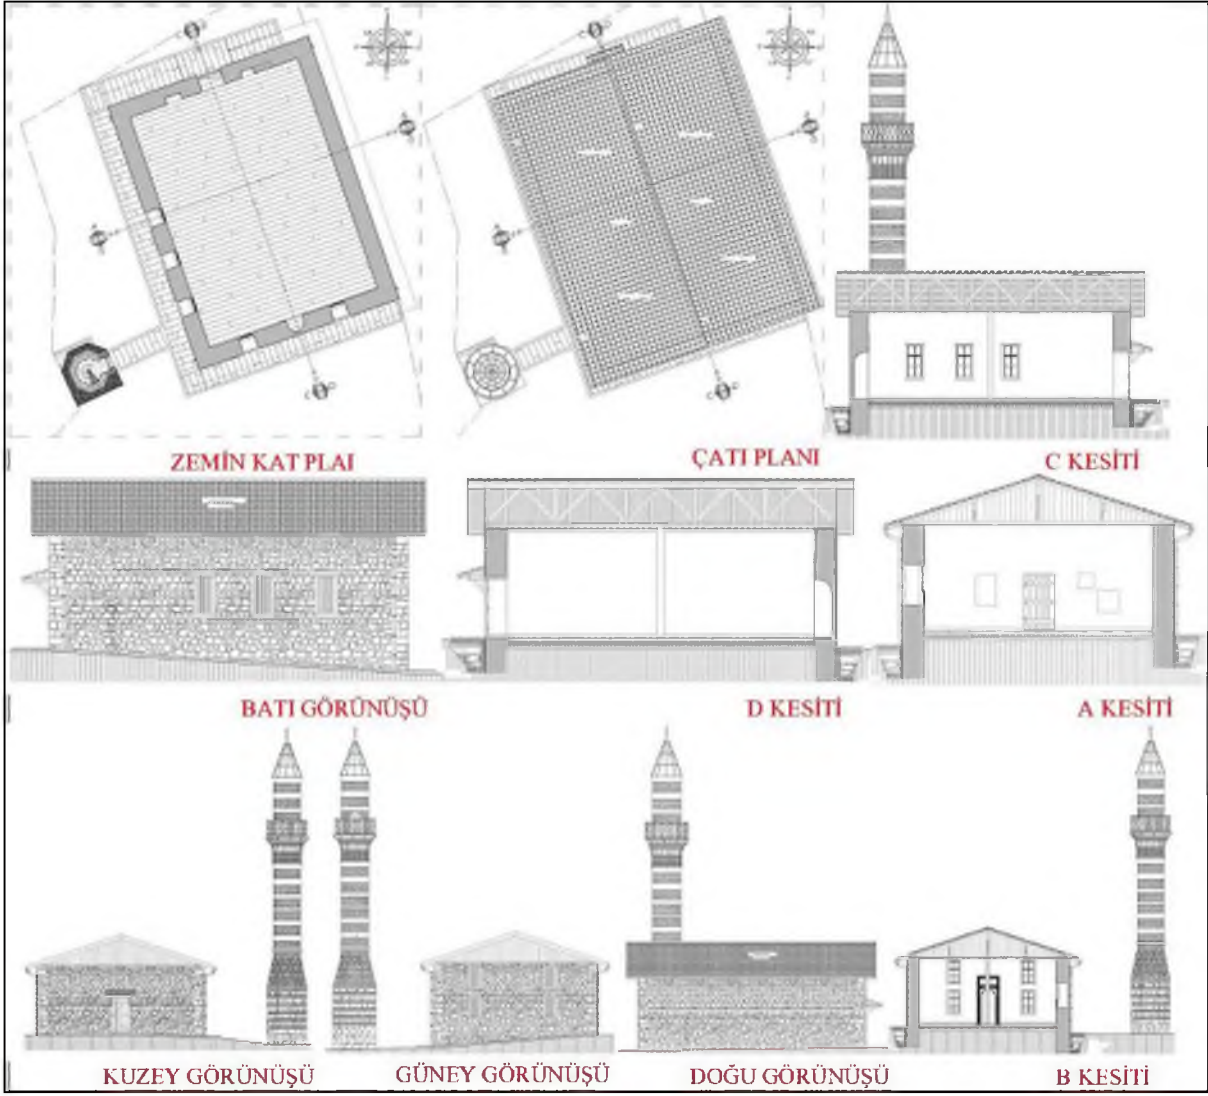 ZEMİN KAT PLAI
ÇATI PLANI
C KESİTİ
BATI GÖRÜNÜŞÜ
D KESİTİ
A KESİTİ
KUZEY GÖRÜNÜŞÜ
GÜNEY GÖRÜNÜŞÜ
DOĞU GÖRÜNÜŞÜ
B KESİTİ